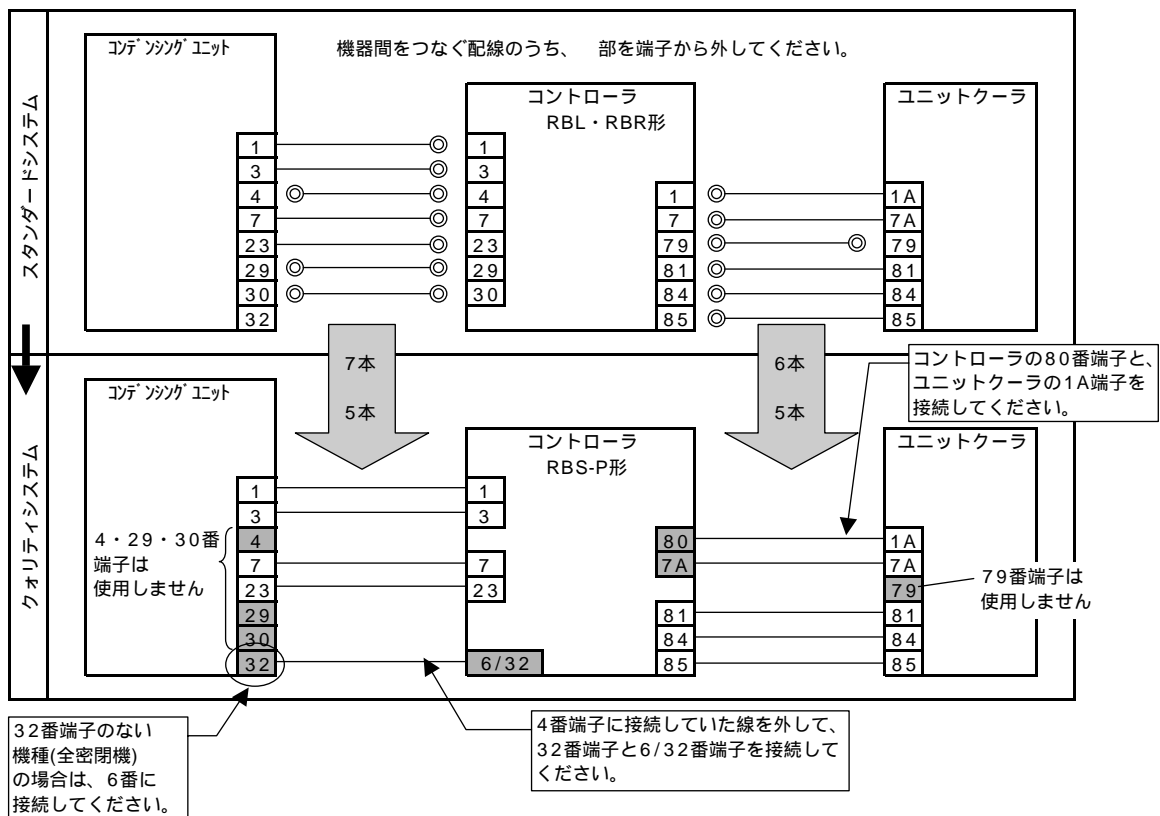 スタンダードシステム
コンデンシングユニット
機器間をつなぐ配線のうち、　部を端子から外してください。
コントローラ
RBL・RBR形
ユニットクーラ
1
3
4
7
23
29
30
32
1
3
4
7
23
29
30
1
7
79
81
84
85
1A
7A
79
81
84
85
7本
5本
6本
5本
コントローラの80番端子と、
ユニットクーラの1A端子を
接続してください。
クォリティシステム
コンデンシングユニット
コントローラ
RBS-P形
ユニットクーラ
4・29・30番
端子は
使用しません
1
3
4
7
23
29
30
32
1
3
7
23
6/32
80
7A
81
84
85
1A
7A
79
81
84
85
79番端子は
使用しません
32番端子のない
機種(全密閉機)
の場合は、6番に
接続してください。
4番端子に接続していた線を外して、
32番端子と6/32番端子を接続して
ください。